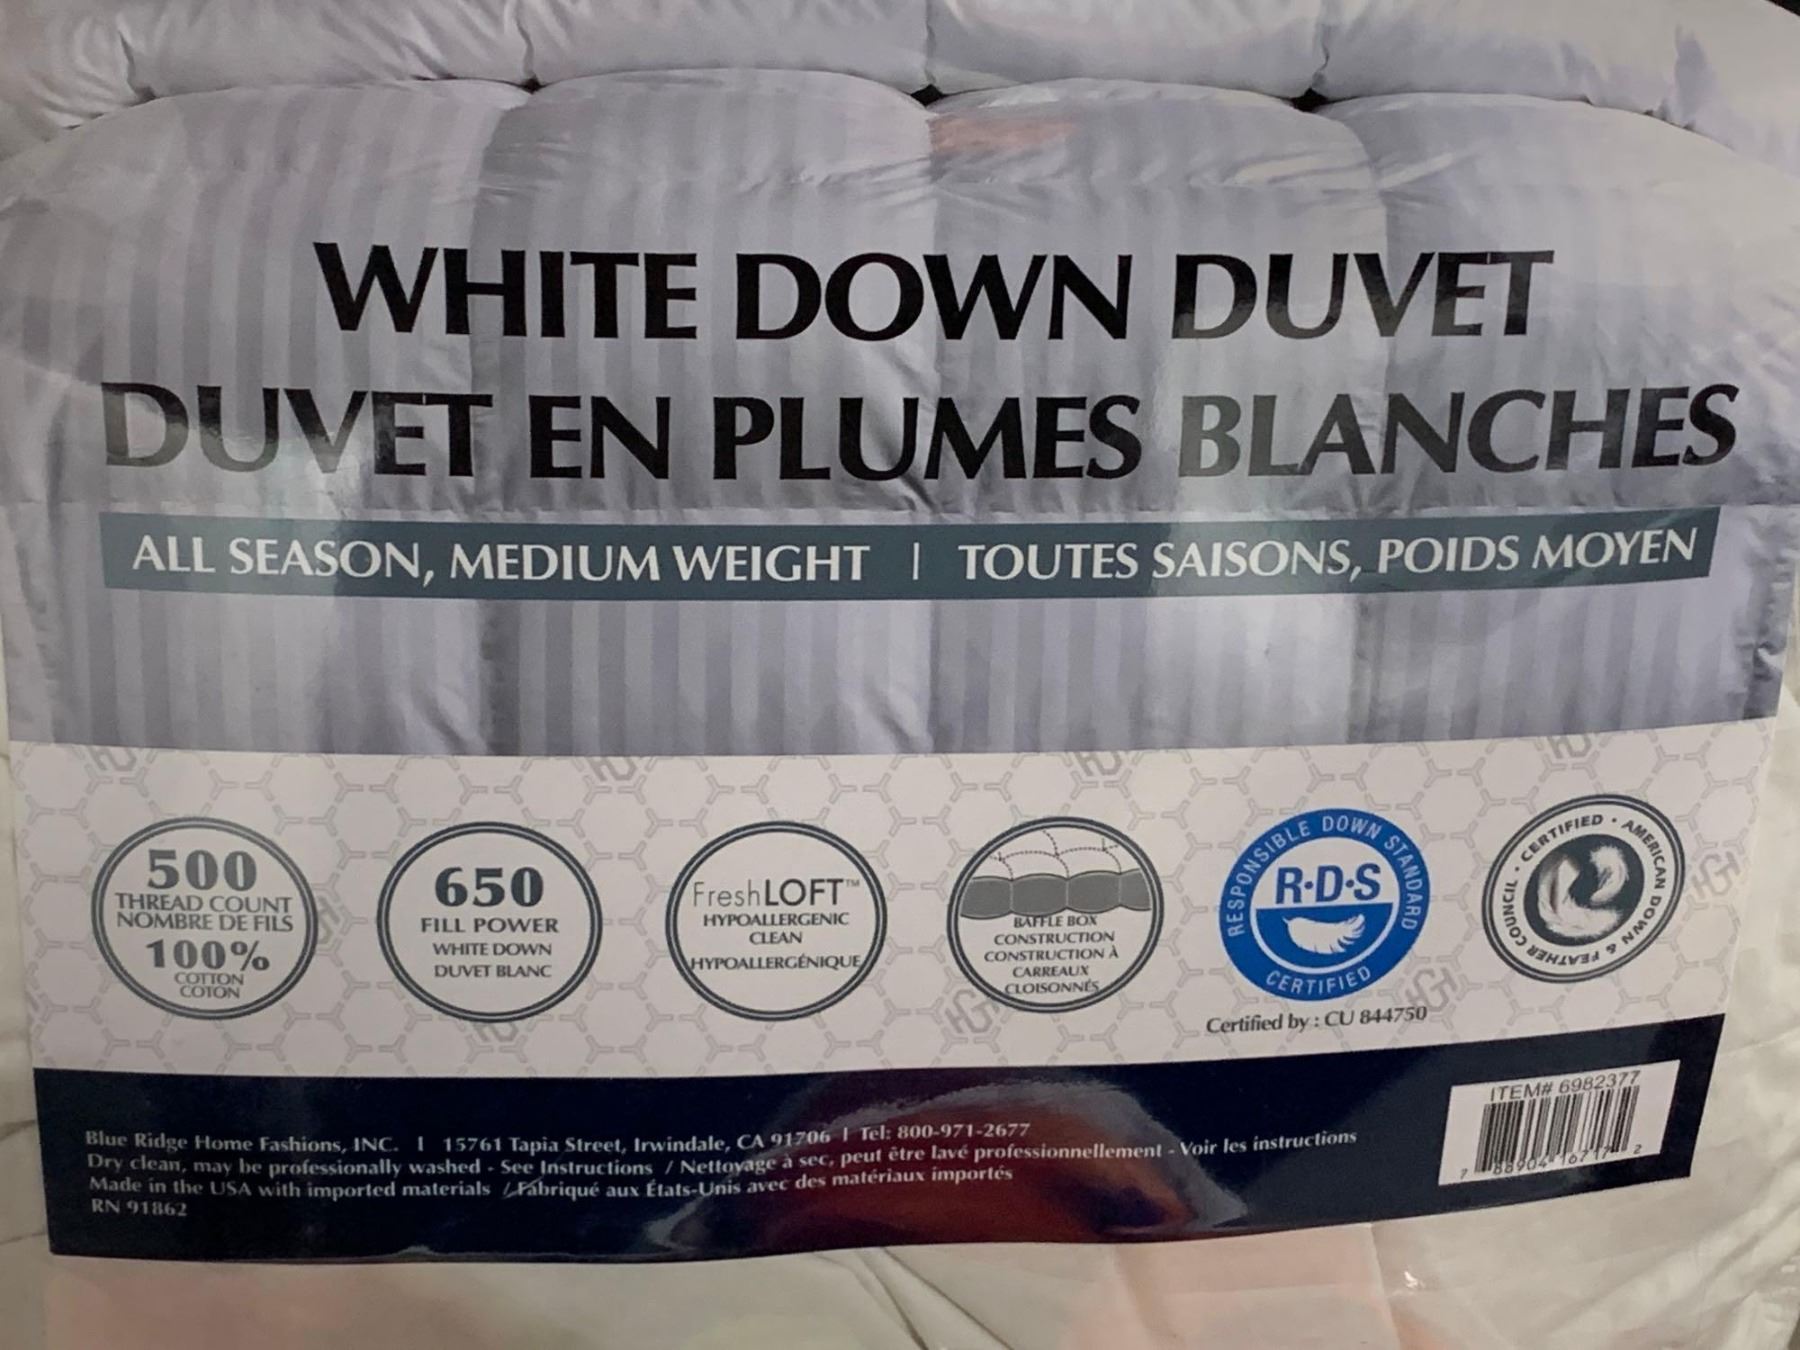 WHITE DOWN DUVET
DUVET EN PLUMES BLANCHES
ALL SEASON, MEDIUM WEIGHT | TOUTES SAISONS, POIDS MOYEN
500
THREAD COUNT
NOMBRE DE FILS
100%
COTTON
COTON
650
FILL POWER
WHITE DOWN
DUVET BLANC
FreshLOFT™
HYPOALLERGENIC
CLEAN
HYPOALLERGÉNIQUE
BAFFLE BOX
CONSTRUCTION
CONSTRUCTION À
CARREAUX
CLOISONNÉS
RESPONSIBLE DOWN STANDARD
R·D·S
CERTIFIED
Certified by : CU 844750
CERTIFIED · AMERICAN DOWN & FEATHER COUNCIL ·
Blue Ridge Home Fashions, INC. | 15761 Tapia Street, Irwindale, CA 91706 | Tel: 800-971-2677
Dry clean, may be professionally washed - See Instructions / Nettoyage à sec, peut être lavé professionnellement - Voir les instructions
Made in the USA with imported materials / Fabriqué aux États-Unis avec des matériaux importés
RN 91862
ITEM# 6982377
7 88904 16717 2